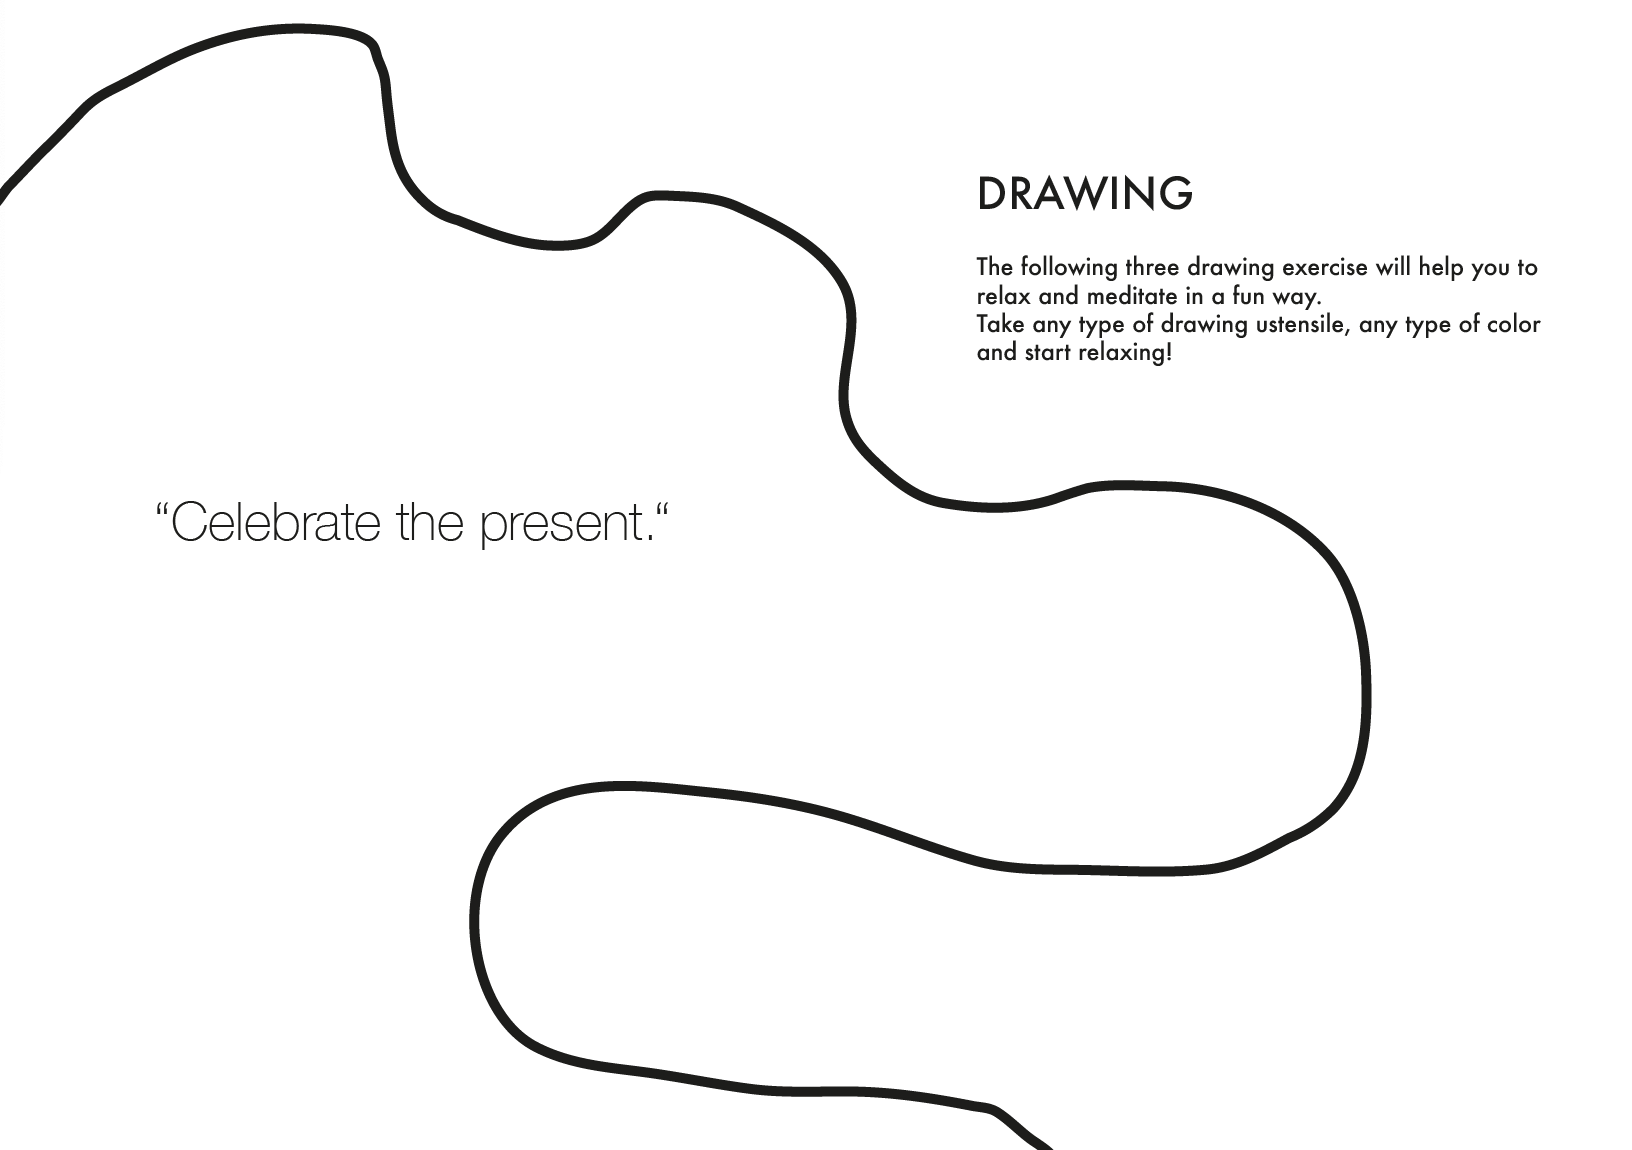 DRAWING
The following three drawing exercise will help you to
relax and meditate in a fun way.
Take any type of drawing ustensile, any type of color
and start relaxing!
“Celebrate the present.“